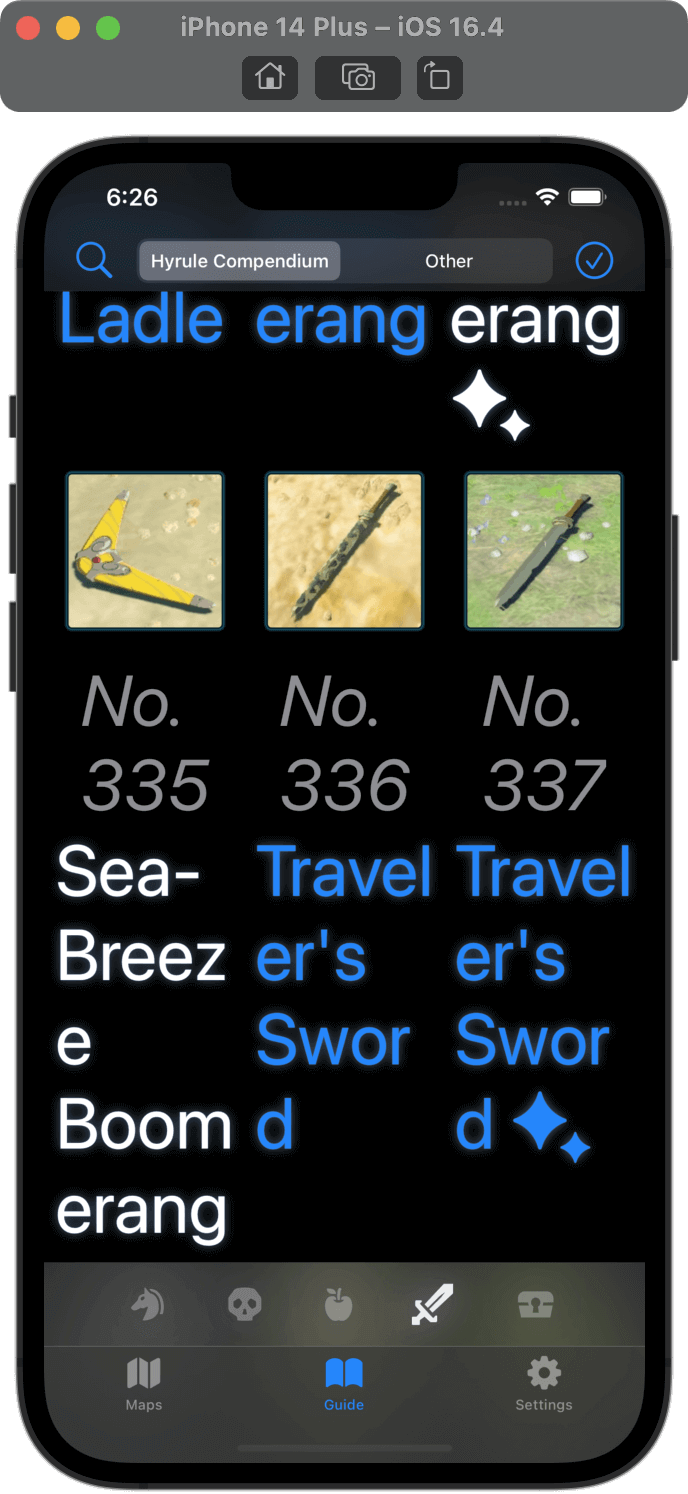 iPhone 14 Plus – iOS 16.4
6:26
Hyrule Compendium
Other
Ladle
erang
erang
No.
335
No.
336
No.
337
Sea-
Breez
e
Boom
erang
Travel
er's
Swor
d
Travel
er's
Swor
d
Maps
Guide
Settings